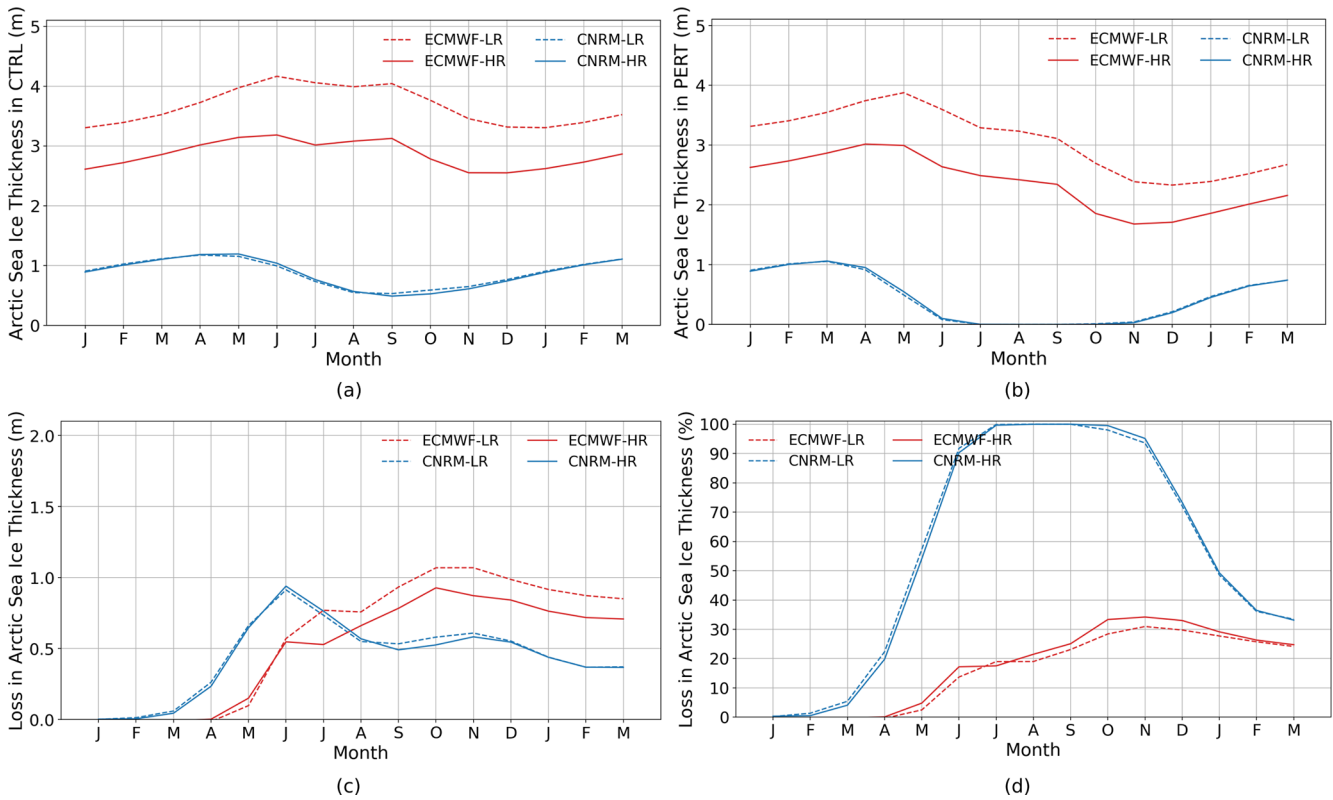 Arctic Sea Ice Thickness in CTRL (m)
5
4
3
2
1
0
ECMWF-LR
ECMWF-HR
CNRM-LR
CNRM-HR
J F M A M J J A S O N D J F M
Month
(a)
Arctic Sea Ice Thickness in PERT (m)
5
4
3
2
1
0
ECMWF-LR
ECMWF-HR
CNRM-LR
CNRM-HR
J F M A M J J A S O N D J F M
Month
(b)
Loss in Arctic Sea Ice Thickness (m)
2.0
1.5
1.0
0.5
0.0
ECMWF-LR
CNRM-LR
ECMWF-HR
CNRM-HR
J F M A M J J A S O N D J F M
Month
(c)
Loss in Arctic Sea Ice Thickness (%)
100
90
80
70
60
50
40
30
20
10
0
ECMWF-LR
CNRM-LR
ECMWF-HR
CNRM-HR
J F M A M J J A S O N D J F M
Month
(d)